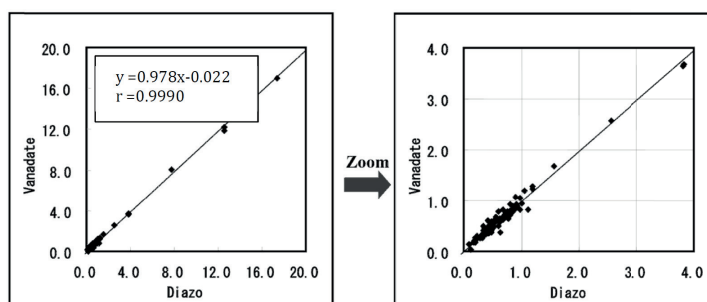 20.0
16.0
12.0
8.0
4.0
0.0
Vanadate
y =0.978x-0.022
r =0.9990
0.0 4.0 8.0 12.0 16.0 20.0
Diazo
Zoom
4.0
3.0
2.0
1.0
0.0
Vanadate
0.0 1.0 2.0 3.0 4.0
Diazo